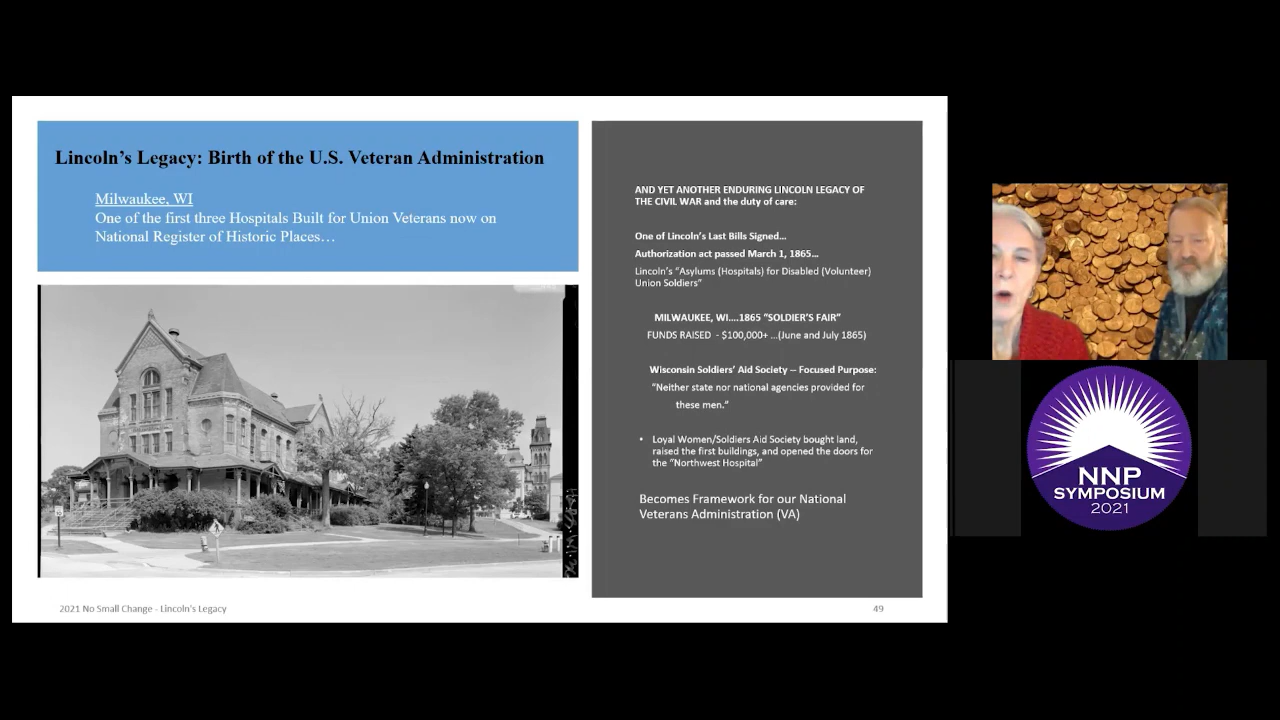 Lincoln's Legacy: Birth of the U.S. Veteran Administration
Milwaukee, WI
One of the first three Hospitals Built for Union Veterans now on
National Register of Historic Places…
AND YET ANOTHER ENDURING LINCOLN LEGACY OF
THE CIVIL WAR and the duty of care:
One of Lincoln's Last Bills Signed…
Authorization act passed March 1, 1865…
Lincoln's "Asylums (Hospitals) for Disabled (Volunteer)
Union Soldiers"
MILWAUKEE, WI….1865 "SOLDIER'S FAIR"
FUNDS RAISED - $100,000+ …(June and July 1865)
Wisconsin Soldiers' Aid Society – Focused Purpose:
"Neither state nor national agencies provided for
these men."
• Loyal Women/Soldiers Aid Society bought land,
raised the first buildings, and opened the doors for
the "Northwest Hospital"
Becomes Framework for our National
Veterans Administration (VA)
2021 No Small Change - Lincoln's Legacy
49
NNP
SYMPOSIUM
2021